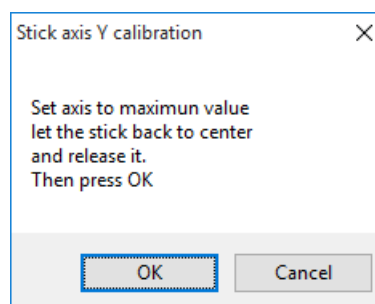 Stick axis Y calibration
Set axis to maximun value
let the stick back to center
and release it.
Then press OK
OK
Cancel